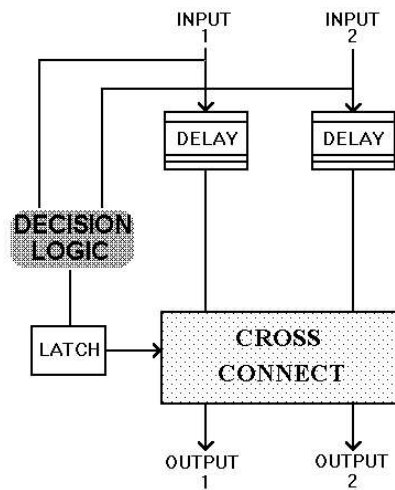 INPUT
1
INPUT
2
DELAY
DELAY
DECISION
LOGIC
LATCH
CROSS
CONNECT
OUTPUT
1
OUTPUT
2